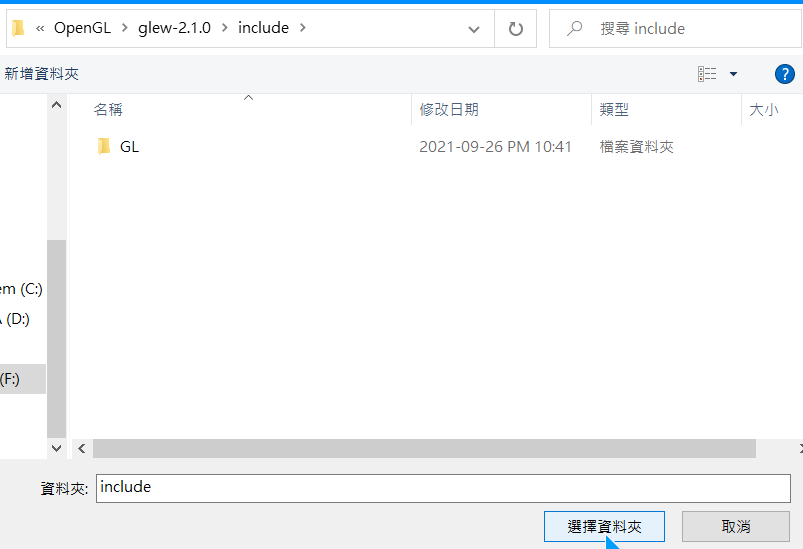 « OpenGL > glew-2.1.0 > include > 搜尋 include
新增資料夾 ?
名稱 修改日期 類型 大小
GL 2021-09-26 PM 10:41 檔案資料夾
em (C:)
(D:)
(F:)
資料夾: include
選擇資料夾 取消